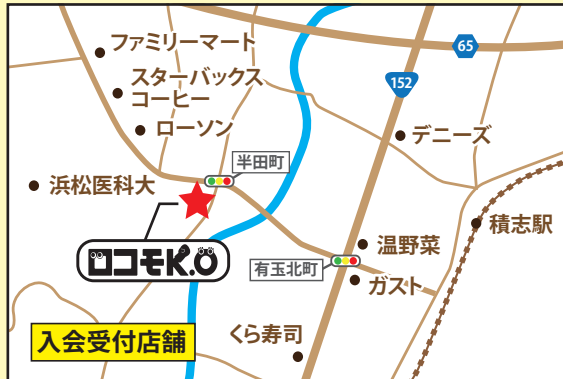 ファミリーマート
65
スターバックス
コーヒー
152
ローソン
デニーズ
半田町
浜松医科大
積志駅
ロコモK.O
温野菜
有玉北町
ガスト
入会受付店舗
くら寿司